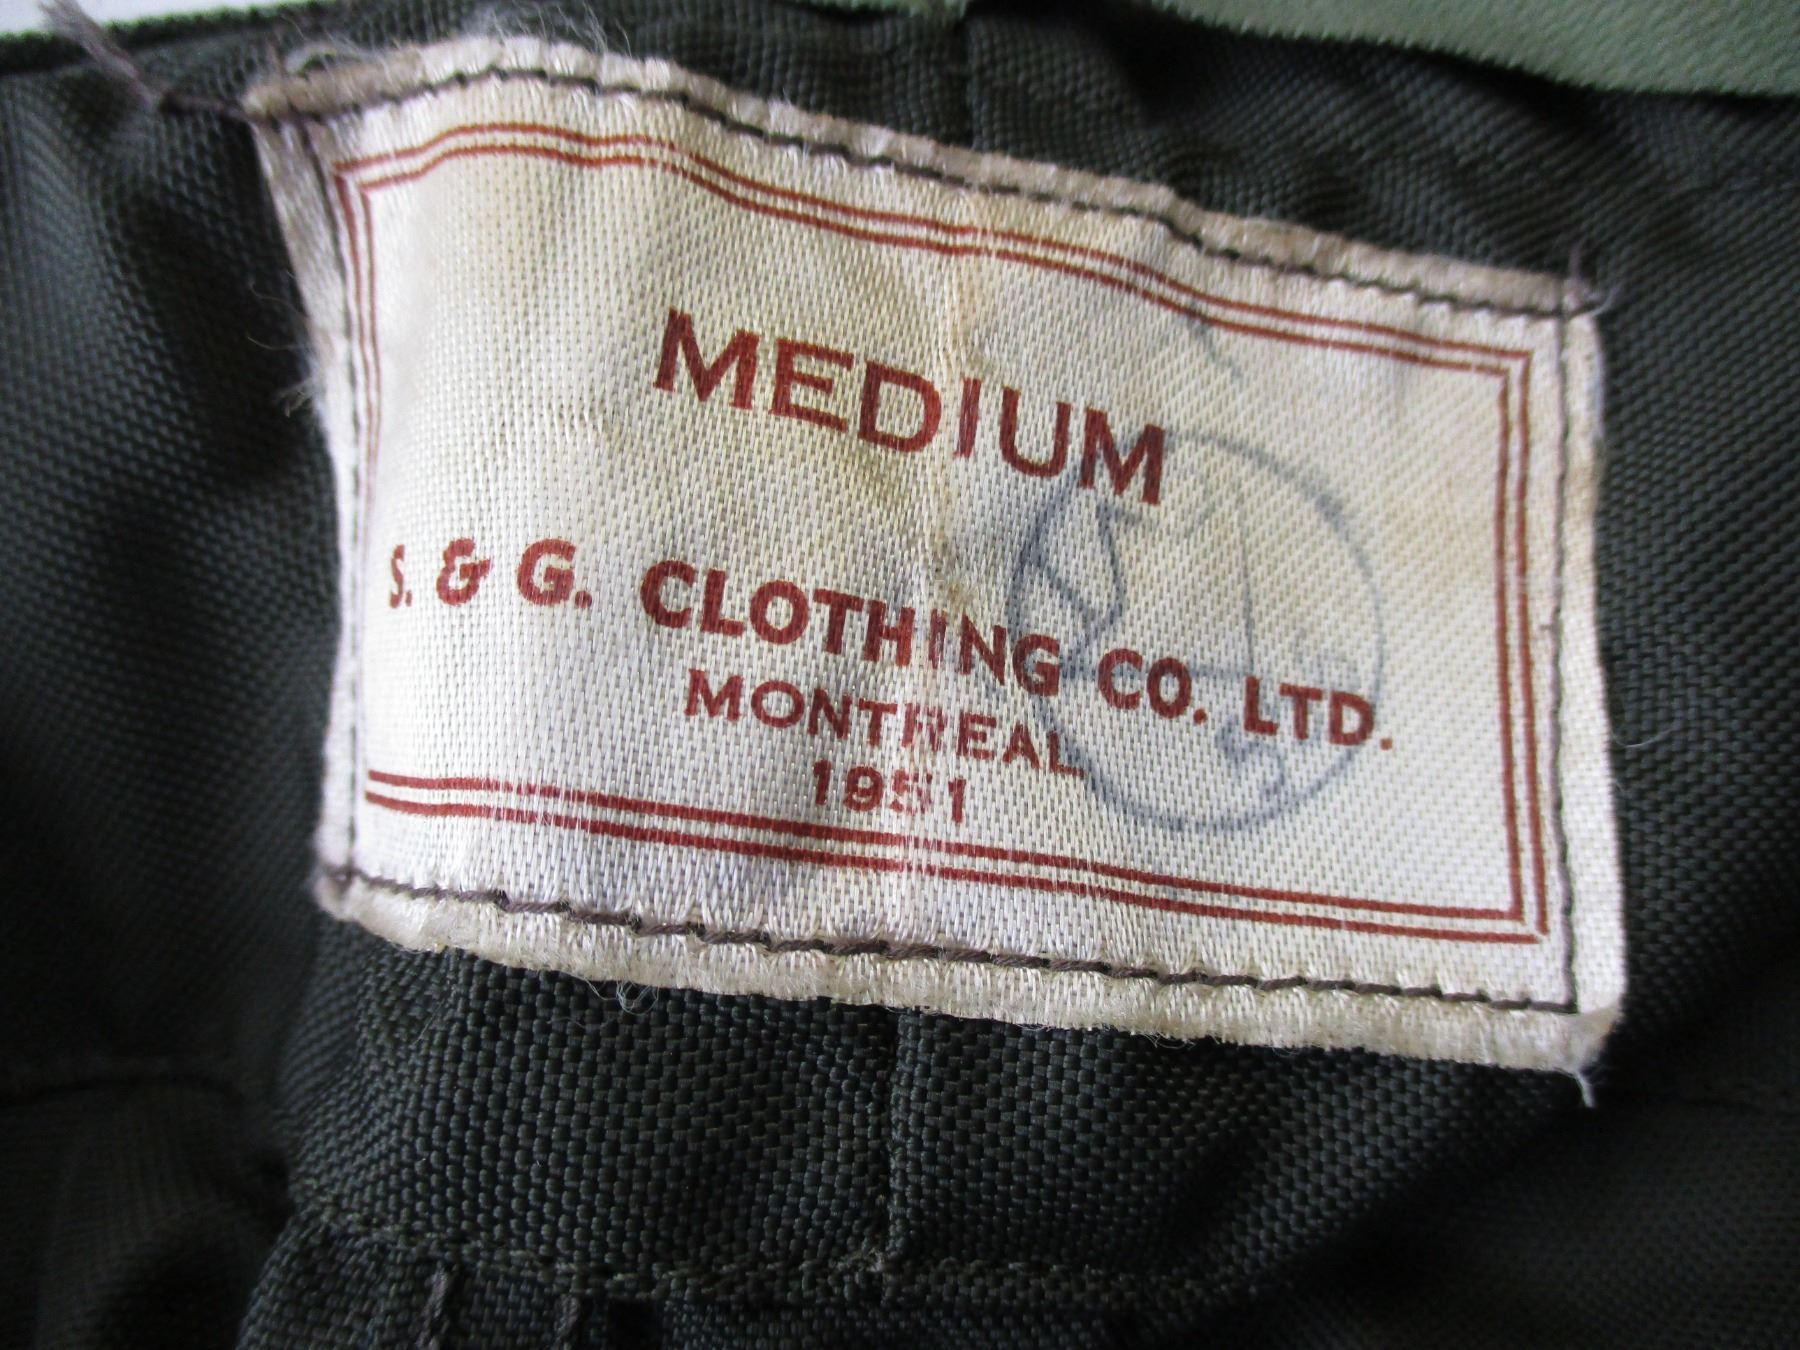 MEDIUM
S. & G. CLOTHING CO. LTD.
MONTREAL
1951